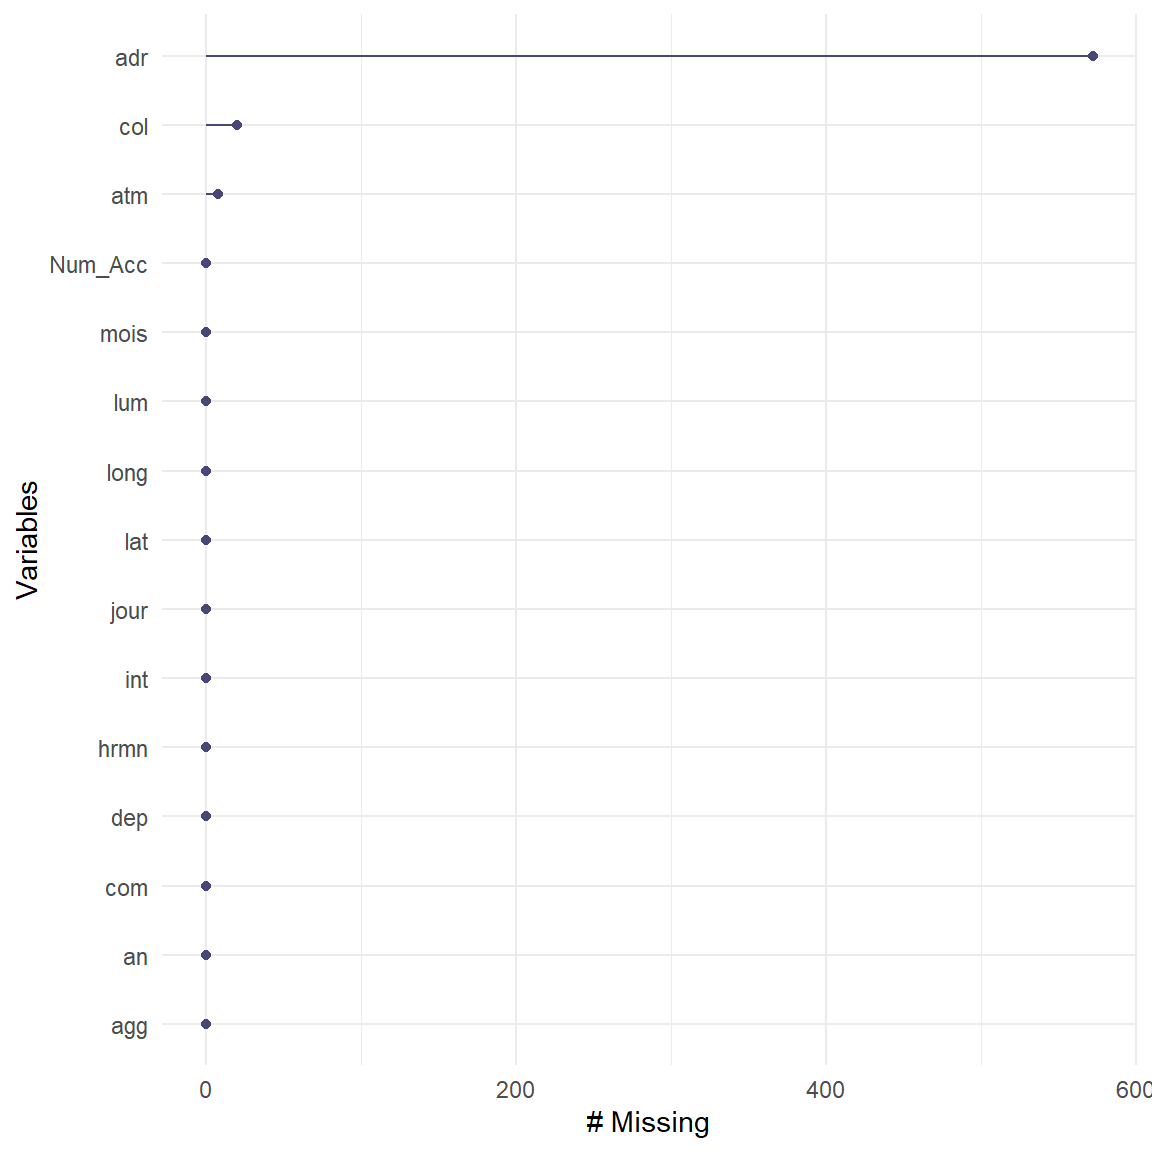 adr
col
atm
Num_Acc
mois
lum
long
lat
jour
int
hrmn
dep
com
an
agg
Variables
0 200 400 600
# Missing